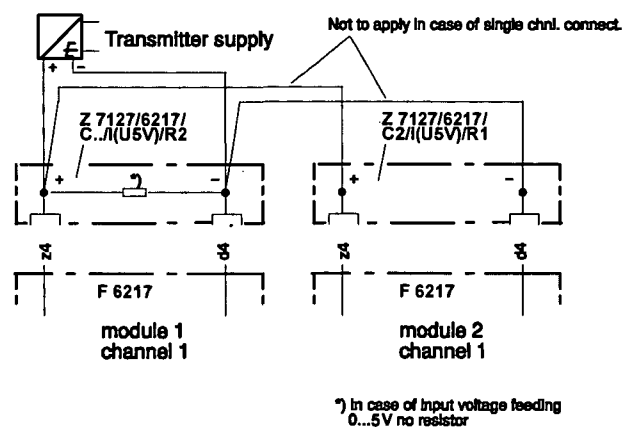 Not to apply in case of single chnl. connect.
Transmitter supply
E
+ −
Z 7127/6217/
C../I(U5V)/R2
Z 7127/6217/
C2/I(U5V)/R1
+ *) − + −
z4 d4 z4 d4
F 6217 F 6217
module 1
channel 1
module 2
channel 1
*) in case of input voltage feeding
0...5V no resistor